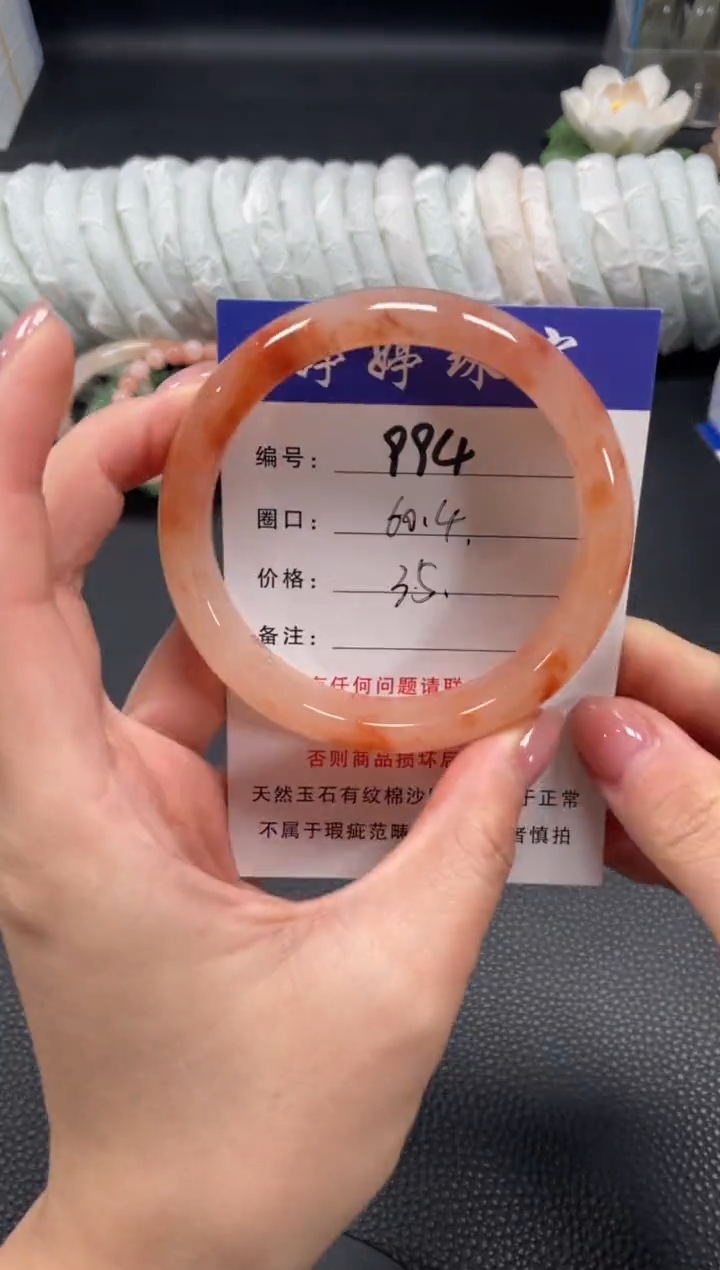 婷婷珠宝
编号: 994
圈口: 60.4.
价格: 35.
备注:
任何问题请联
否则商品损坏后
天然玉石有纹棉沙 于正常
不属于瑕疵范畴 者慎拍